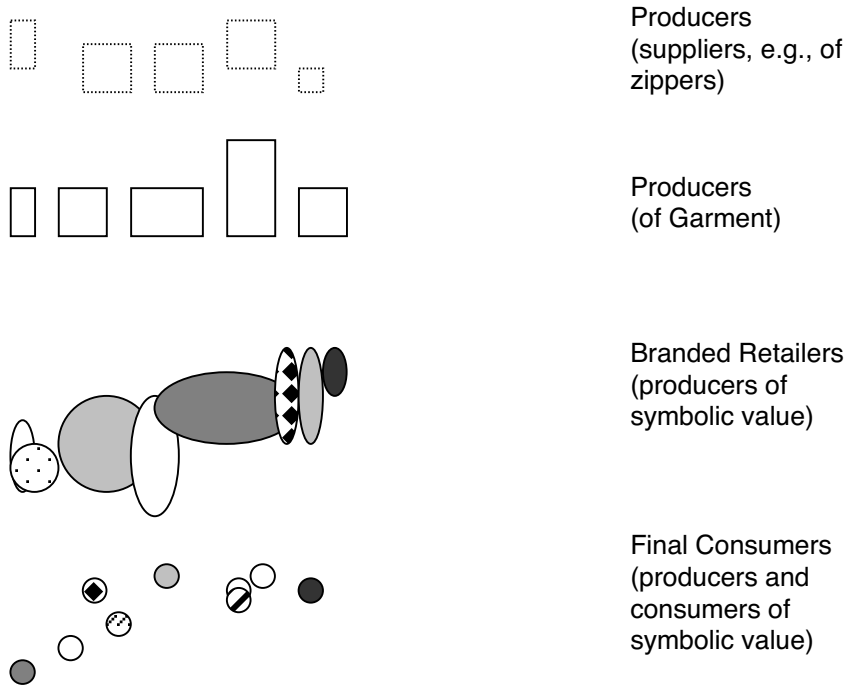 Producers
(suppliers, e.g., of
zippers)
Producers
(of Garment)
Branded Retailers
(producers of
symbolic value)
Final Consumers
(producers and
consumers of
symbolic value)